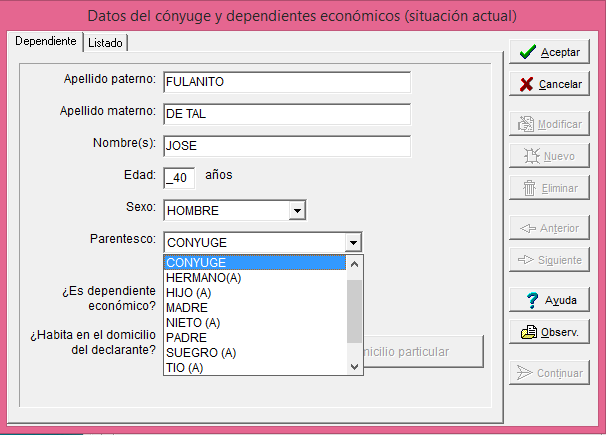 Datos del cónyuge y dependientes económicos (situación actual)
Dependiente Listado
Apellido paterno: FULANITO
Apellido materno: DE TAL
Nombre(s): JOSE
Edad: _40 años
Sexo: HOMBRE
Parentesco: CONYUGE
CONYUGE
HERMANO(A)
HIJO (A)
MADRE
NIETO (A)
PADRE
SUEGRO (A)
TIO (A)
¿Es dependiente
económico?
¿Habita en el domicilio
del declarante?
micilio particular
Aceptar
Cancelar
Modificar
Nuevo
Eliminar
Anterior
Siguiente
Ayuda
Observ.
Continuar